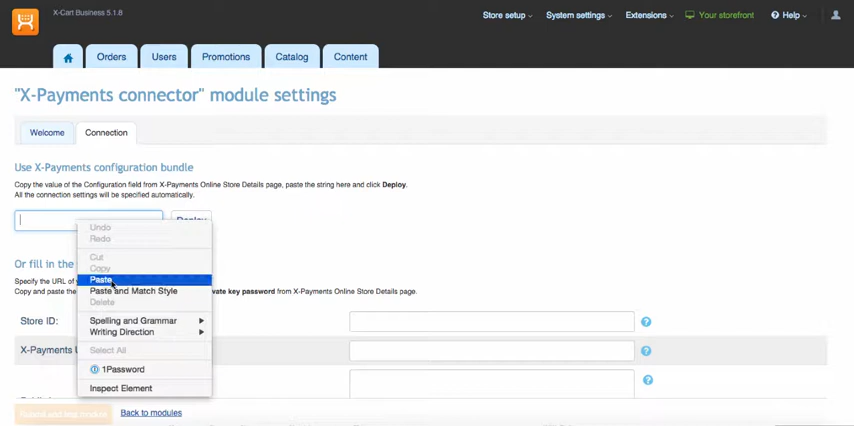 X-Cart Business 5.1.8
Store setup
System settings
Extensions
Your storefront
Help
Orders
Users
Promotions
Catalog
Content
"X-Payments connector" module settings
Welcome
Connection
Use X-Payments configuration bundle
Copy the value of the Configuration field from X-Payments Online Store Details page, paste the string here and click Deploy.
All the connection settings will be specified automatically.
Deploy
Undo
Redo
Cut
Copy
Paste
Paste and Match Style
Delete
Spelling and Grammar
Writing Direction
Select All
1Password
Inspect Element
Or fill in the
Specify the URL of
Copy and paste the
private key password from X-Payments Online Store Details page.
Store ID:
X-Payments
Back to modules